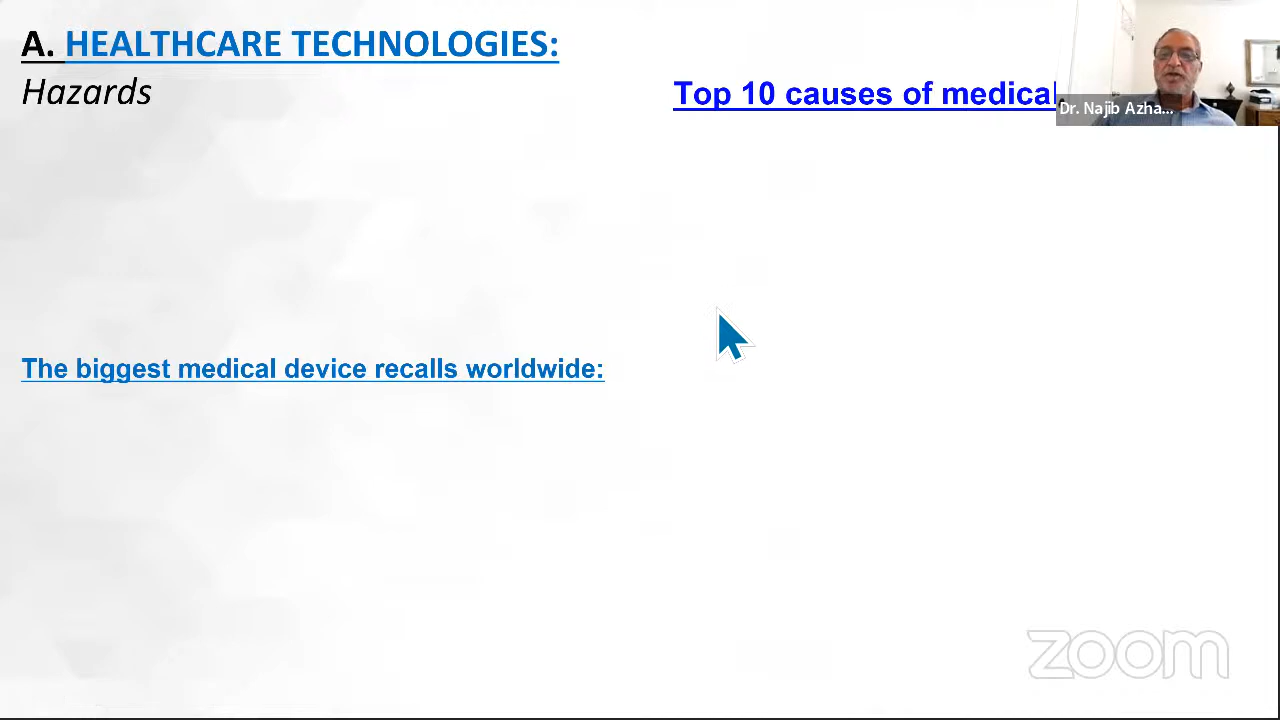 A. HEALTHCARE TECHNOLOGIES:
Hazards
Top 10 causes of medical
Dr. Najib Azha...
The biggest medical device recalls worldwide:
zoom